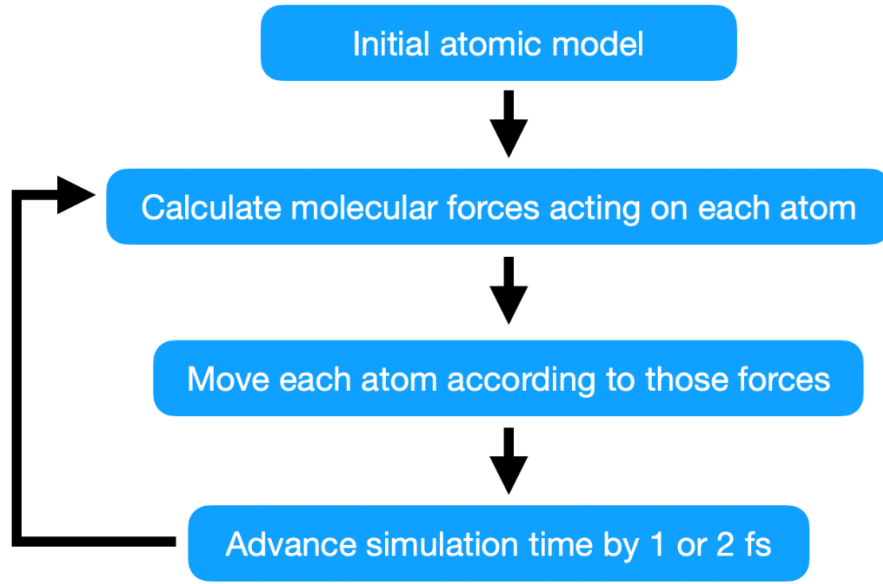 Initial atomic model
Calculate molecular forces acting on each atom
Move each atom according to those forces
Advance simulation time by 1 or 2 fs